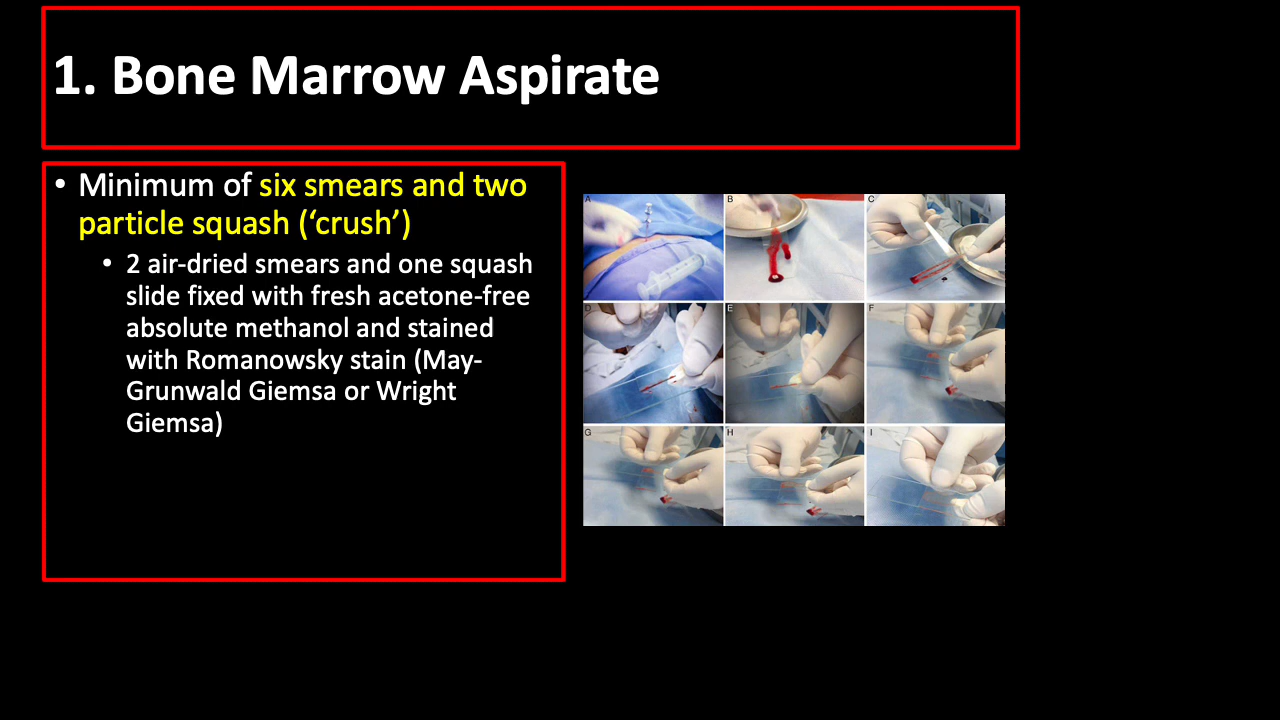 1. Bone Marrow Aspirate
• Minimum of six smears and two
particle squash (‘crush’)
• 2 air-dried smears and one squash
slide fixed with fresh acetone-free
absolute methanol and stained
with Romanowsky stain (May-
Grunwald Giemsa or Wright
Giemsa)
A B C
D E F
G H I